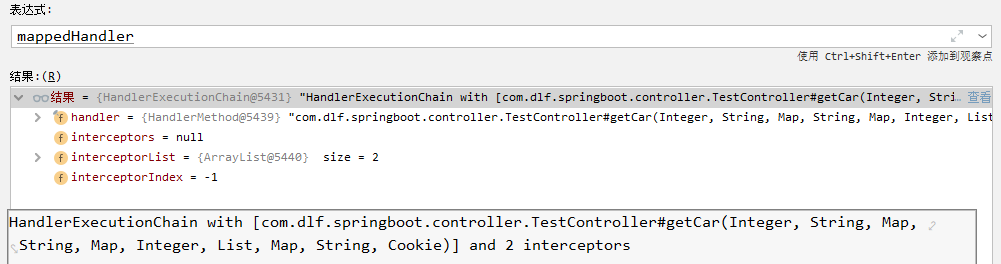 表达式:
mappedHandler
使用 Ctrl+Shift+Enter 添加到观察点
结果:(R)
结果 = {HandlerExecutionChain@5431} "HandlerExecutionChain with [com.dlf.springboot.controller.TestController#getCar(Integer, Stri... 查看
f handler = {HandlerMethod@5439} "com.dlf.springboot.controller.TestController#getCar(Integer, String, Map, String, Map, Integer, List
f interceptors = null
f interceptorList = {ArrayList@5440} size = 2
f interceptorIndex = -1
HandlerExecutionChain with [com.dlf.springboot.controller.TestController#getCar(Integer, String, Map,
String, Map, Integer, List, Map, String, Cookie)] and 2 interceptors